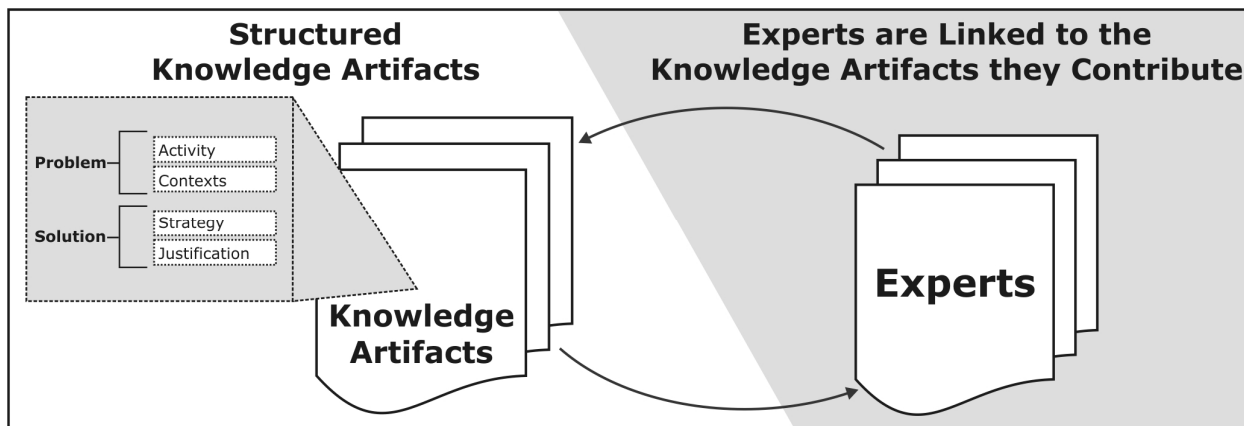 Structured
Knowledge Artifacts
Experts are Linked to the
Knowledge Artifacts they Contribute
Problem
Activity
Contexts
Solution
Strategy
Justification
Knowledge
Artifacts
Experts